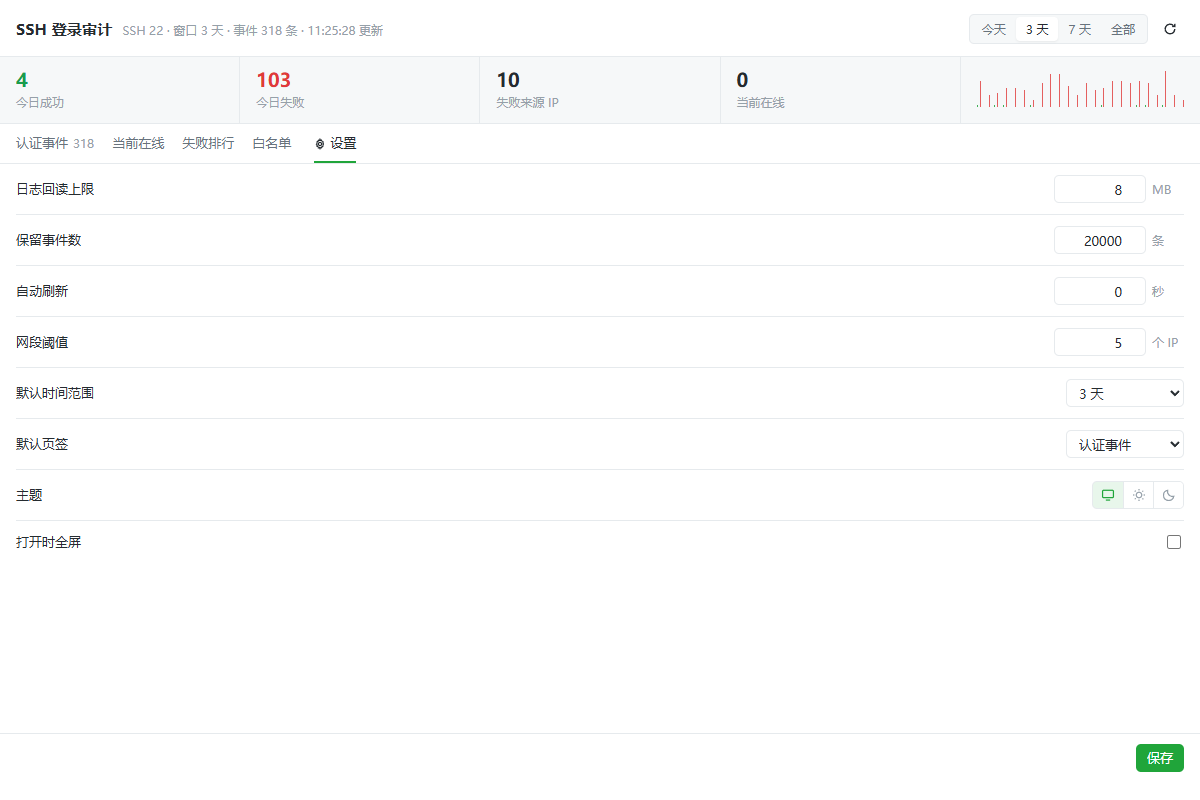 SSH 登录审计 SSH 22 · 窗口 3 天 · 事件 318 条 · 11:25:28 更新 今天 3 天 7 天 全部
4 103 10 0
今日成功 今日失败 失败来源 IP 当前在线
认证事件 318 当前在线 失败排行 白名单 设置
日志回读上限 8 MB
保留事件数 20000 条
自动刷新 0 秒
网段阈值 5 个 IP
默认时间范围 3 天
默认页签 认证事件
主题
打开时全屏
保存